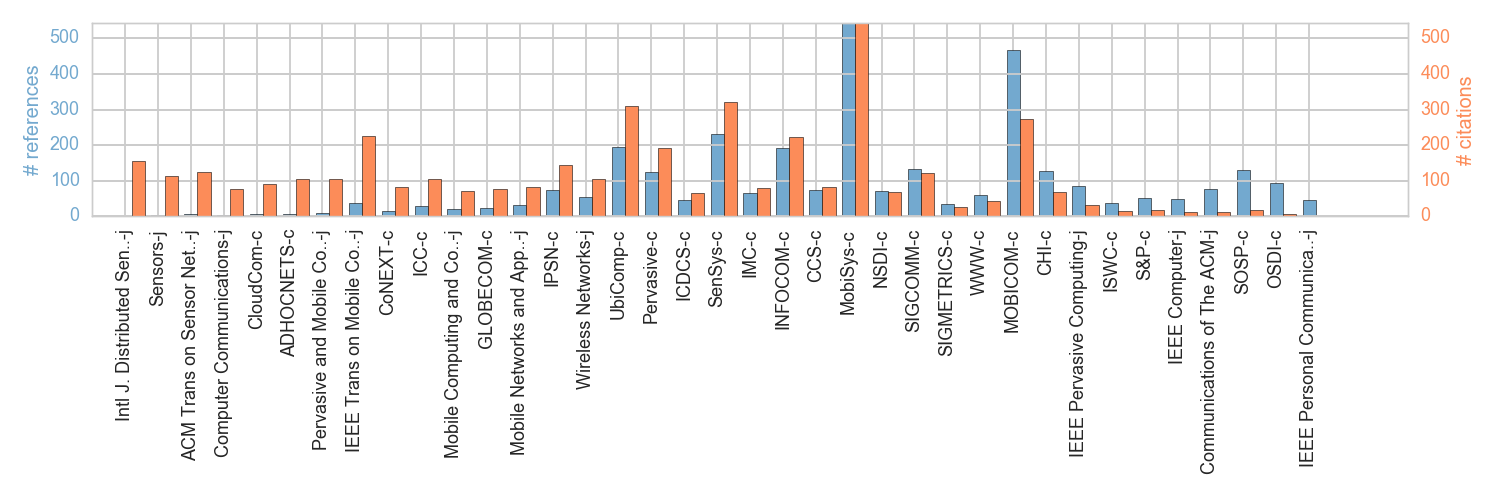 # references
500
400
300
200
100
0
500
400
300
200
100
0
# citations
Intl J. Distributed Sen..-j
Sensors-j
ACM Trans on Sensor Net..-j
Computer Communications-j
CloudCom-c
ADHOCNETS-c
Pervasive and Mobile Co..-j
IEEE Trans on Mobile Co..-j
CoNEXT-c
ICC-c
Mobile Computing and Co..-j
GLOBECOM-c
Mobile Networks and App..-j
IPSN-c
Wireless Networks-j
UbiComp-c
Pervasive-c
ICDCS-c
SenSys-c
IMC-c
INFOCOM-c
CCS-c
MobiSys-c
NSDI-c
SIGCOMM-c
SIGMETRICS-c
WWW-c
MOBICOM-c
CHI-c
IEEE Pervasive Computing-j
ISWC-c
S&P-c
IEEE Computer-j
Communications of The ACM-j
SOSP-c
OSDI-c
IEEE Personal Communica..-j